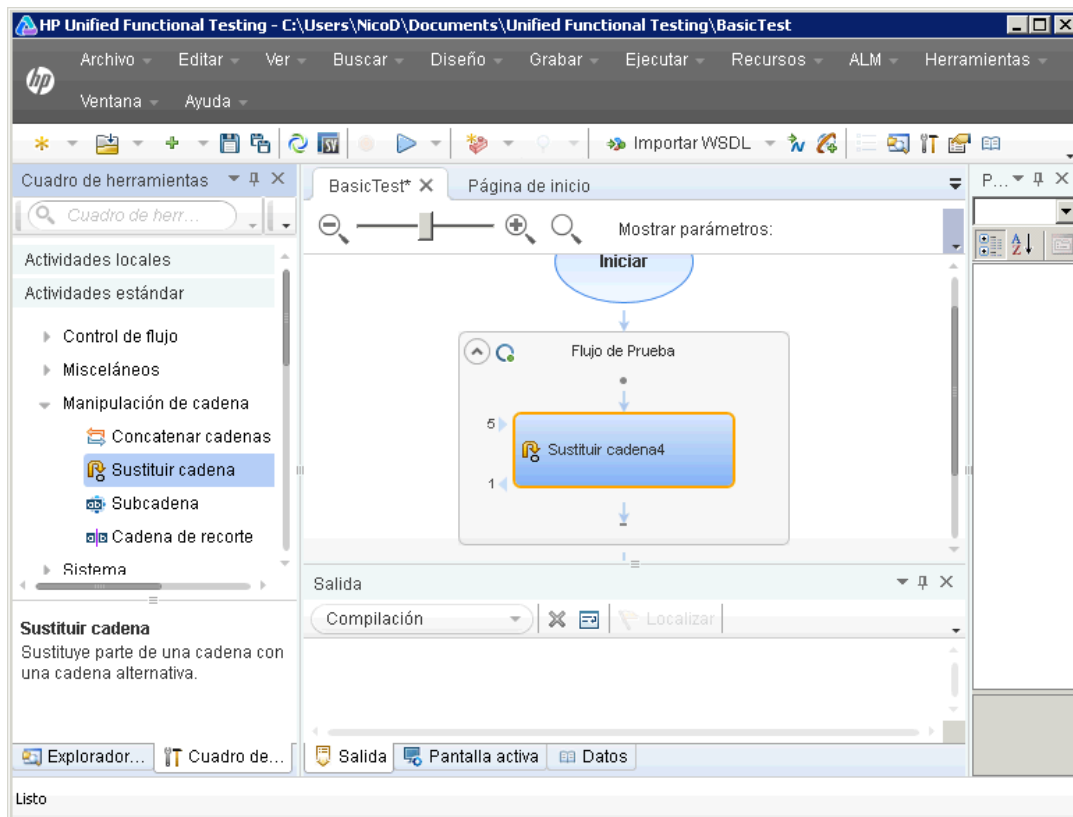 HP Unified Functional Testing - C:\Users\NicoD\Documents\Unified Functional Testing\BasicTest
hp
Archivo Editar Ver Buscar Diseño Grabar Ejecutar Recursos ALM Herramientas
Ventana Ayuda
SV Importar WSDL
Cuadro de herramientas
BasicTest* Página de inicio
P...
Cuadro de herr...
Mostrar parámetros:
Actividades locales
Actividades estándar
Control de flujo
Misceláneos
Manipulación de cadena
Concatenar cadenas
Sustituir cadena
Subcadena
Cadena de recorte
Sistema
Iniciar
Flujo de Prueba
5
Sustituir cadena4
1
Salida
Compilación Localizar
Sustituir cadena
Sustituye parte de una cadena con
una cadena alternativa.
Explorador... Cuadro de...
Salida Pantalla activa Datos
Listo